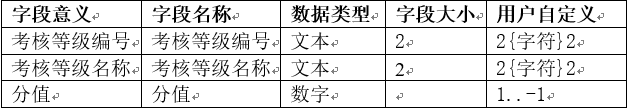 字段意义 字段名称 数据类型 字段大小 用户自定义
考核等级编号 考核等级编号 文本 2 2{字符}2
考核等级名称 考核等级名称 文本 2 2{字符}2
分值 分值 数字 1..-1